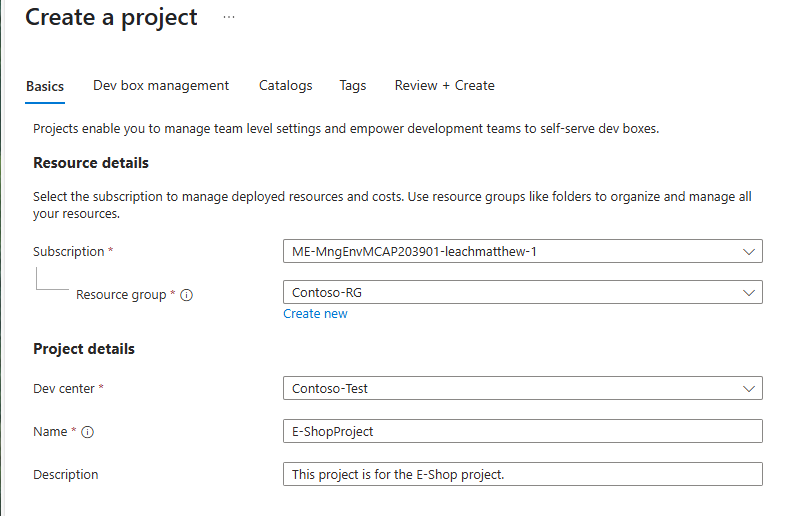 Create a project ...
Basics Dev box management Catalogs Tags Review + Create
Projects enable you to manage team level settings and empower development teams to self-serve dev boxes.
Resource details
Select the subscription to manage deployed resources and costs. Use resource groups like folders to organize and manage all
your resources.
Subscription * ME-MngEnvMCAP203901-leachmatthew-1
Resource group * Contoso-RG
Create new
Project details
Dev center * Contoso-Test
Name * E-ShopProject
Description This project is for the E-Shop project.